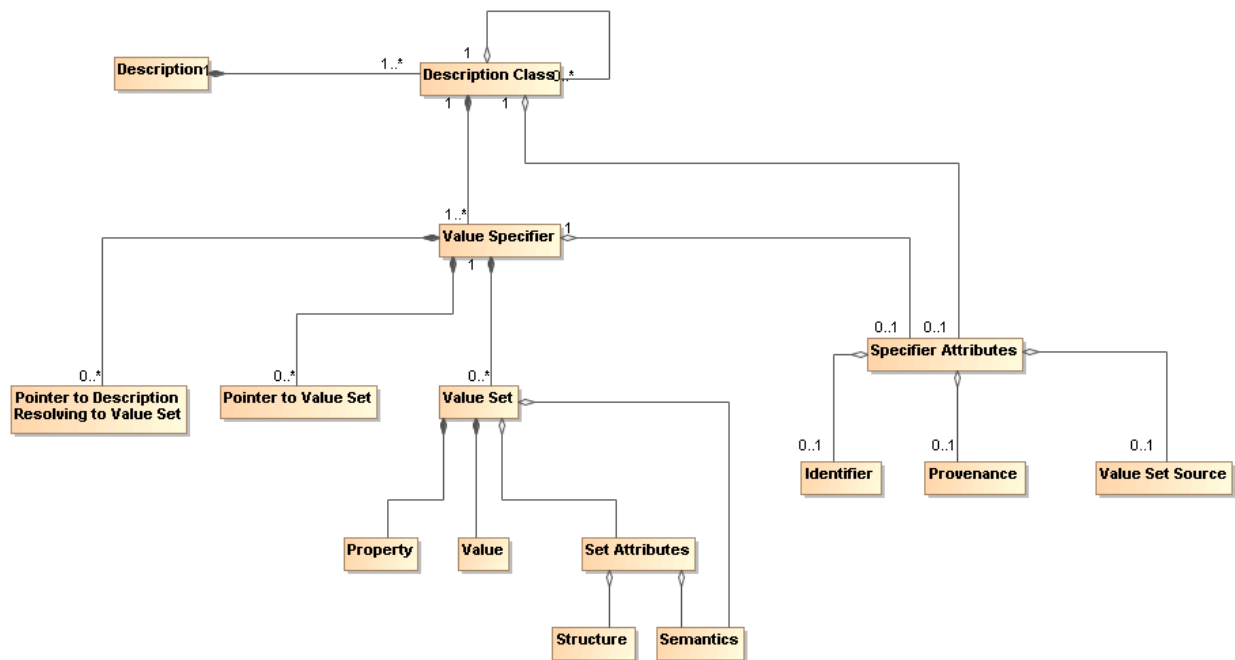 1
Description
1
1..*
Description Class
0..*
1
1
1..*
Value Specifier
1
1
0..1
0..1
Specifier Attributes
0..*
0..*
0..*
Pointer to Description
Resolving to Value Set
Pointer to Value Set
Value Set
0..1
0..1
0..1
Identifier
Provenance
Value Set Source
Property
Value
Set Attributes
Structure
Semantics